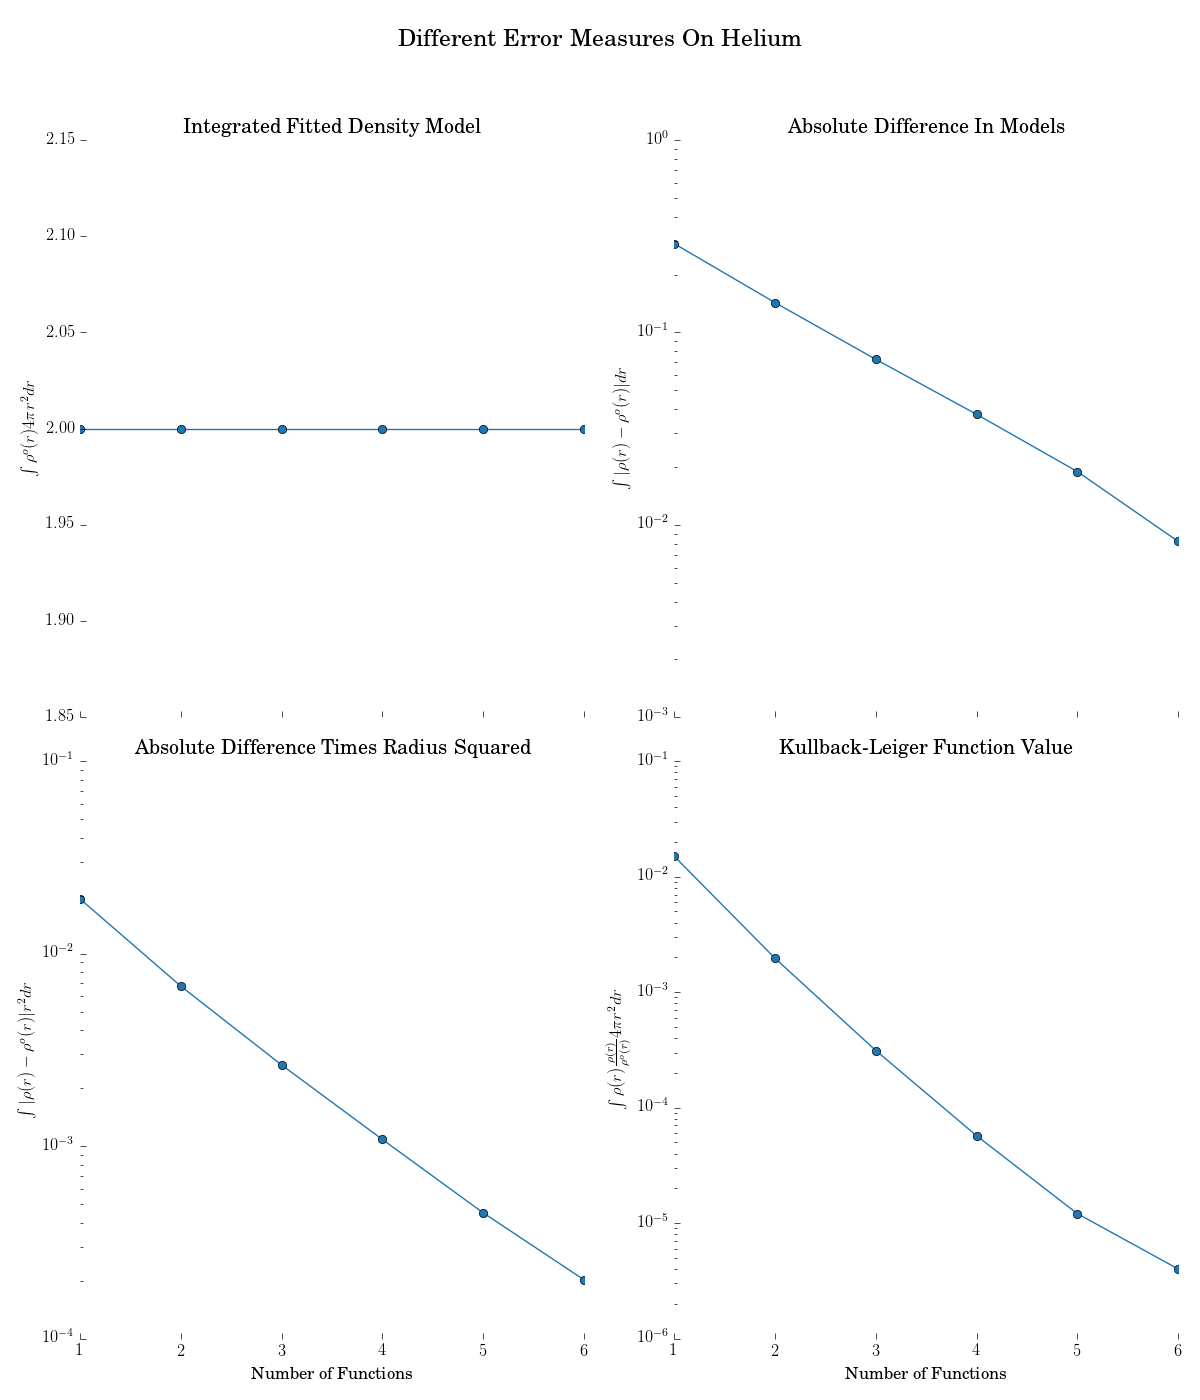 Different Error Measures On Helium
Integrated Fitted Density Model
2.15
2.10
2.05
2.00
1.95
1.90
1.85
∫ρ^o(r)4πr^2dr
Absolute Difference In Models
10^0
10^−1
10^−2
10^−3
∫|ρ(r) − ρ^o(r)|dr
Absolute Difference Times Radius Squared
10^−1
10^−2
10^−3
10^−4
∫|ρ(r) − ρ^o(r)|r^2dr
1 2 3 4 5 6
Number of Functions
Kullback-Leiger Function Value
10^−1
10^−2
10^−3
10^−4
10^−5
10^−6
∫ρ(r)\frac{ρ(r)}{ρ^o(r)}4πr^2dr
1 2 3 4 5 6
Number of Functions